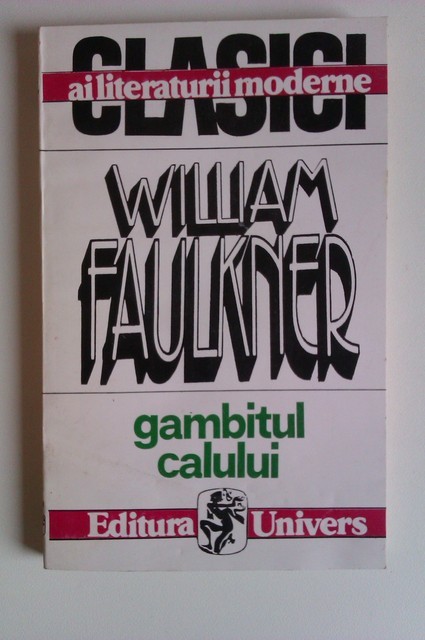 CLASICI
ai literaturii moderne
WILLIAM
FAULKNER
gambitul
calului
Editura Univers